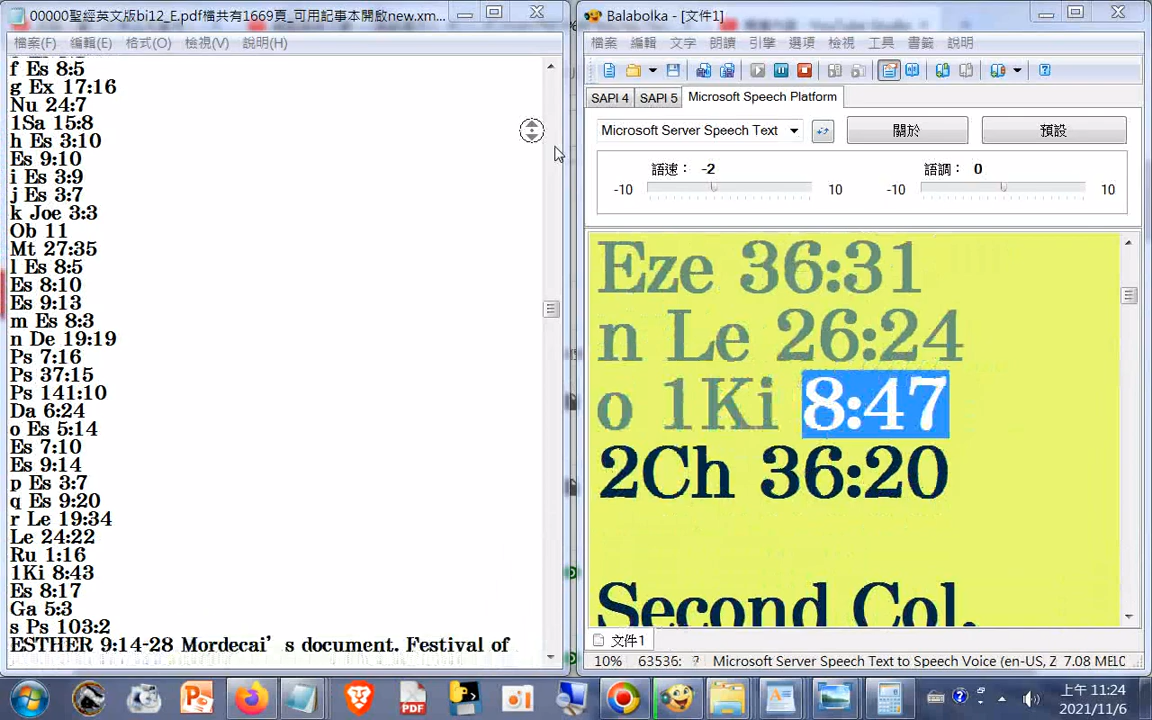 00000聖經英文版bi12_E.pdf檔共有1669頁_可用記事本開啟new.xm...
檔案(F) 編輯(E) 格式(O) 檢視(V) 說明(H)
f Es 8:5
g Ex 17:16
Nu 24:7
1Sa 15:8
h Es 3:10
Es 9:10
i Es 3:9
j Es 3:7
k Joe 3:3
Ob 11
Mt 27:35
l Es 8:5
Es 8:10
Es 9:13
m Es 8:3
n De 19:19
Ps 7:16
Ps 37:15
Ps 141:10
Da 6:24
o Es 5:14
Es 7:10
Es 9:14
p Es 3:7
q Es 9:20
r Le 19:34
Le 24:22
Ru 1:16
1Ki 8:43
Es 8:17
Ga 5:3
s Ps 103:2
ESTHER 9:14-28 Mordecai’s document. Festival of
Balabolka - [文件1]
檔案 編輯 文字 朗讀 引擎 選項 檢視 工具 書籤 說明
SAPI 4 SAPI 5 Microsoft Speech Platform
Microsoft Server Speech Text 關於 預設
語速： -2 語調： 0
-10 10 -10 10
Eze 36:31
n Le 26:24
o 1Ki 8:47
2Ch 36:20
Second Col.
文件1
10% 63536: ? Microsoft Server Speech Text to Speech Voice (en-US, Z 7.08 MELO
PDF
上午 11:24
2021/11/6